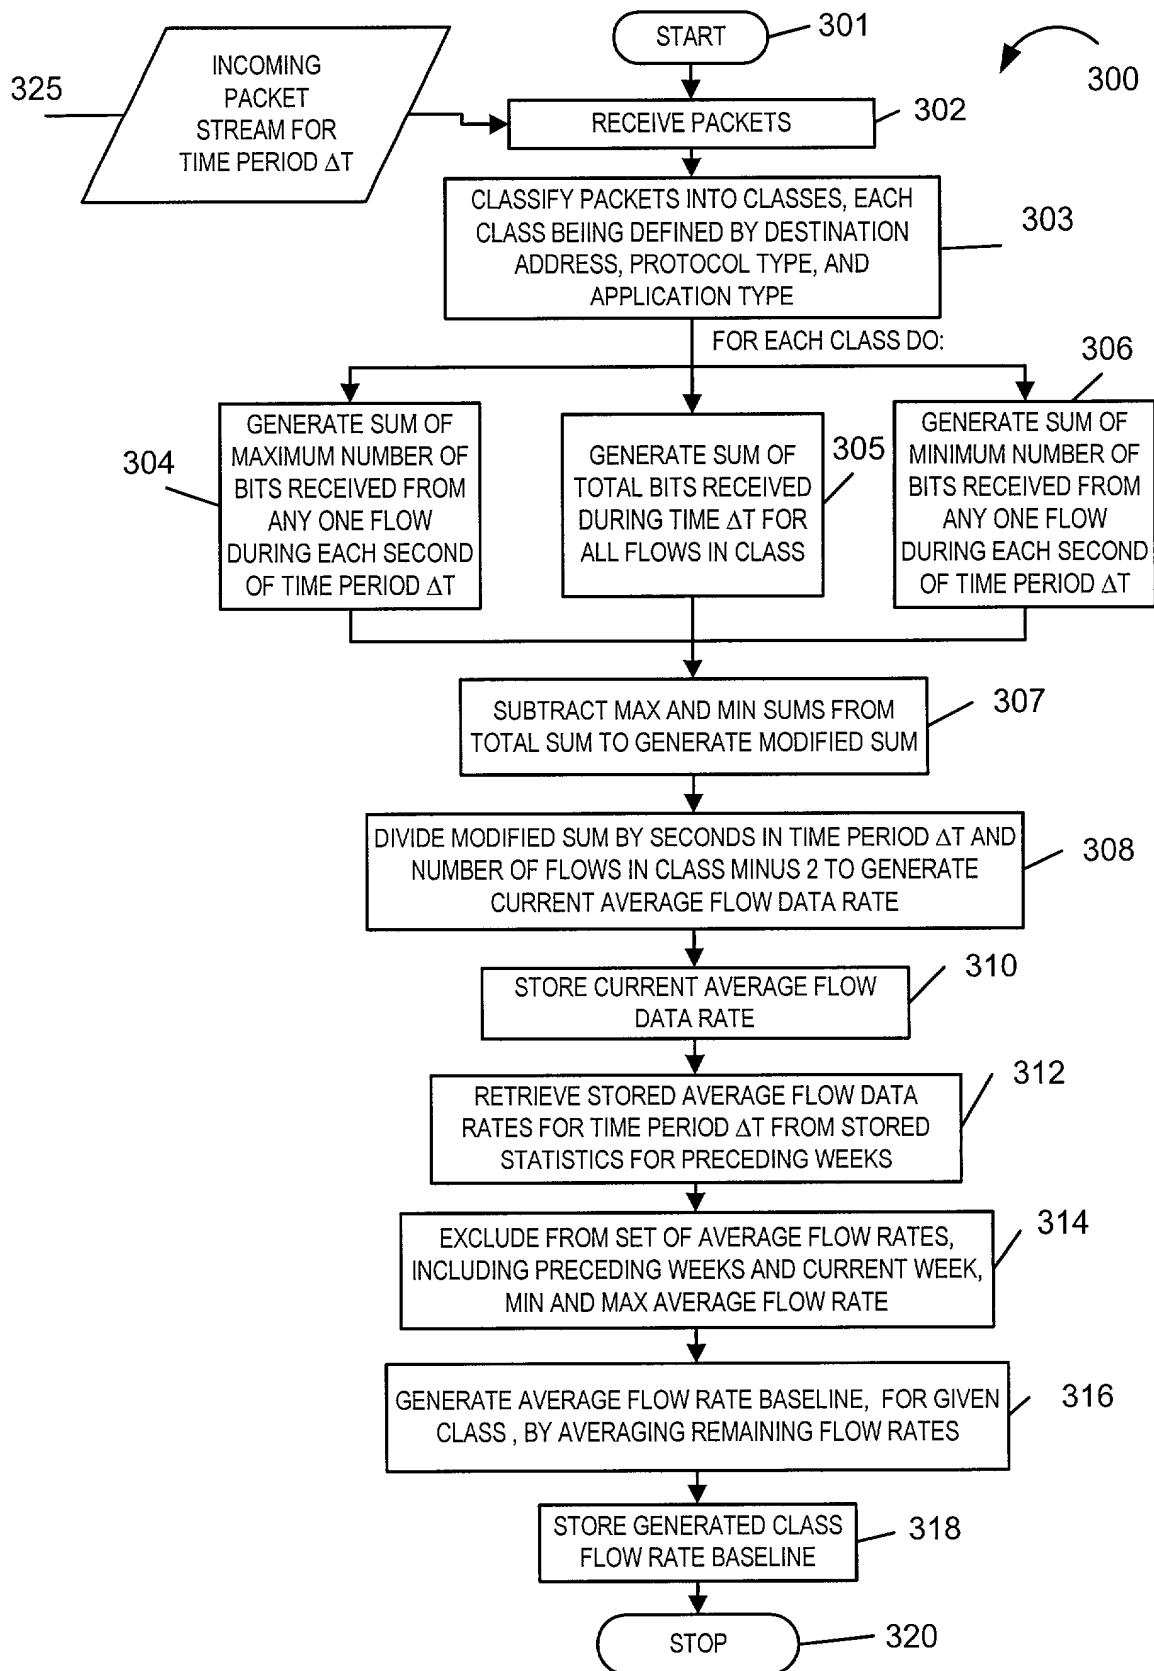 START
301
300
325
INCOMING
PACKET
STREAM FOR
TIME PERIOD ΔT
RECEIVE PACKETS
302
CLASSIFY PACKETS INTO CLASSES, EACH
CLASS BEIING DEFINED BY DESTINATION
ADDRESS, PROTOCOL TYPE, AND
APPLICATION TYPE
303
FOR EACH CLASS DO:
304
GENERATE SUM OF
MAXIMUM NUMBER OF
BITS RECEIVED FROM
ANY ONE FLOW
DURING EACH SECOND
OF TIME PERIOD ΔT
GENERATE SUM OF
TOTAL BITS RECEIVED
DURING TIME ΔT FOR
ALL FLOWS IN CLASS
305
306
GENERATE SUM OF
MINIMUM NUMBER OF
BITS RECEIVED FROM
ANY ONE FLOW
DURING EACH SECOND
OF TIME PERIOD ΔT
SUBTRACT MAX AND MIN SUMS FROM
TOTAL SUM TO GENERATE MODIFIED SUM
307
DIVIDE MODIFIED SUM BY SECONDS IN TIME PERIOD ΔT AND
NUMBER OF FLOWS IN CLASS MINUS 2 TO GENERATE
CURRENT AVERAGE FLOW DATA RATE
308
STORE CURRENT AVERAGE FLOW
DATA RATE
310
RETRIEVE STORED AVERAGE FLOW DATA
RATES FOR TIME PERIOD ΔT FROM STORED
STATISTICS FOR PRECEDING WEEKS
312
EXCLUDE FROM SET OF AVERAGE FLOW RATES,
INCLUDING PRECEDING WEEKS AND CURRENT WEEK,
MIN AND MAX AVERAGE FLOW RATE
314
GENERATE AVERAGE FLOW RATE BASELINE, FOR GIVEN
CLASS , BY AVERAGING REMAINING FLOW RATES
316
STORE GENERATED CLASS
FLOW RATE BASELINE
318
STOP
320